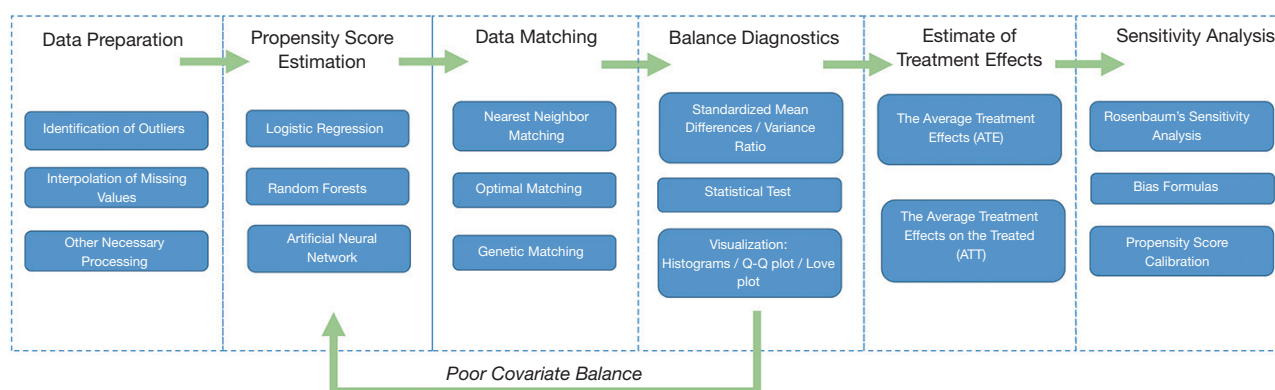 Data Preparation
Identification of Outliers
Interpolation of Missing
Values
Other Necessary
Processing
Propensity Score
Estimation
Logistic Regression
Random Forests
Artificial Neural
Network
Data Matching
Nearest Neighbor
Matching
Optimal Matching
Genetic Matching
Balance Diagnostics
Standardized Mean
Differences / Variance
Ratio
Statistical Test
Visualization:
Histograms / Q-Q plot / Love
plot
Estimate of
Treatment Effects
The Average Treatment
Effects (ATE)
The Average Treatment
Effects on the Treated
(ATT)
Sensitivity Analysis
Rosenbaum's Sensitivity
Analysis
Bias Formulas
Propensity Score
Calibration
Poor Covariate Balance